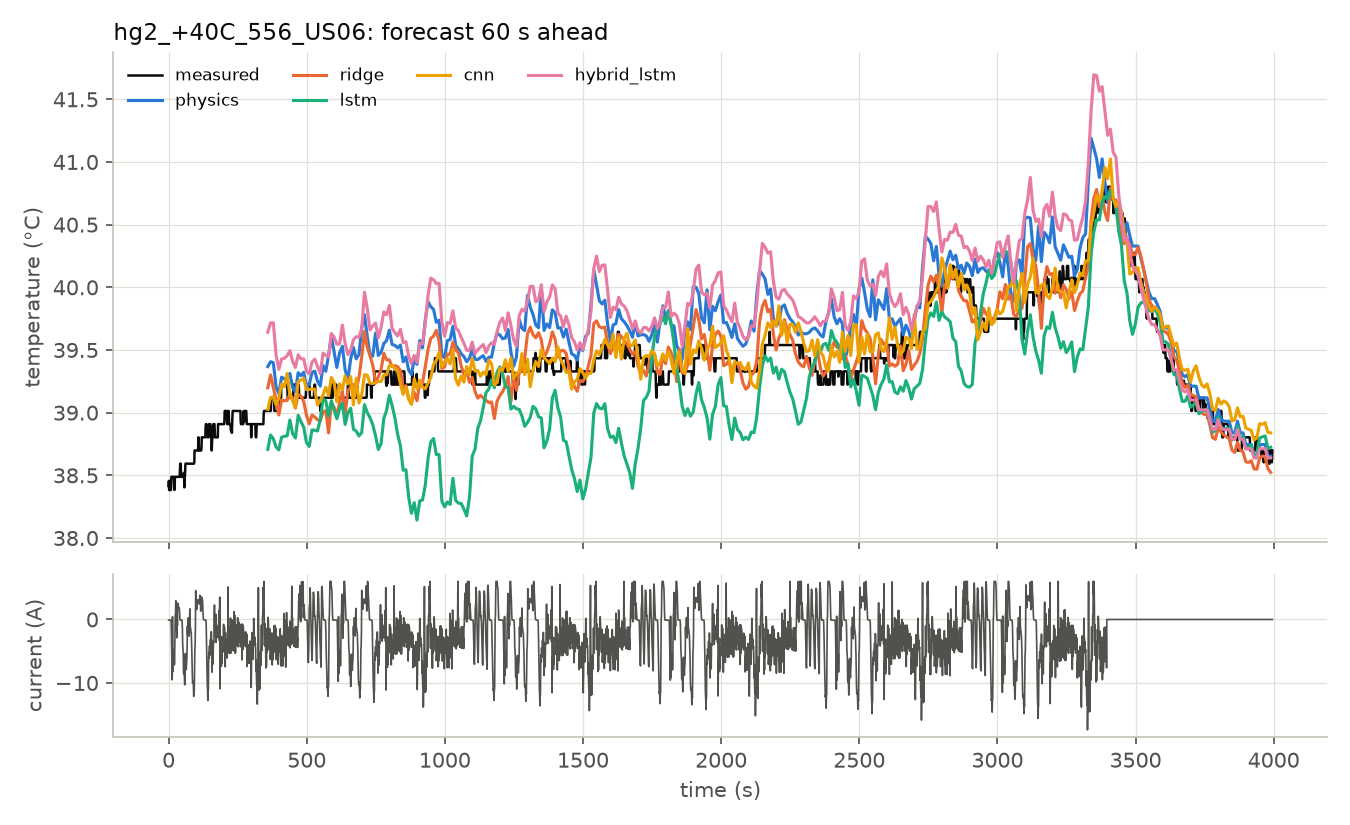 hg2_+40C_556_US06: forecast 60 s ahead
measured ridge cnn hybrid_lstm
physics lstm
temperature (°C)
41.5
41.0
40.5
40.0
39.5
39.0
38.5
38.0
current (A)
0
−10
0 500 1000 1500 2000 2500 3000 3500 4000
time (s)